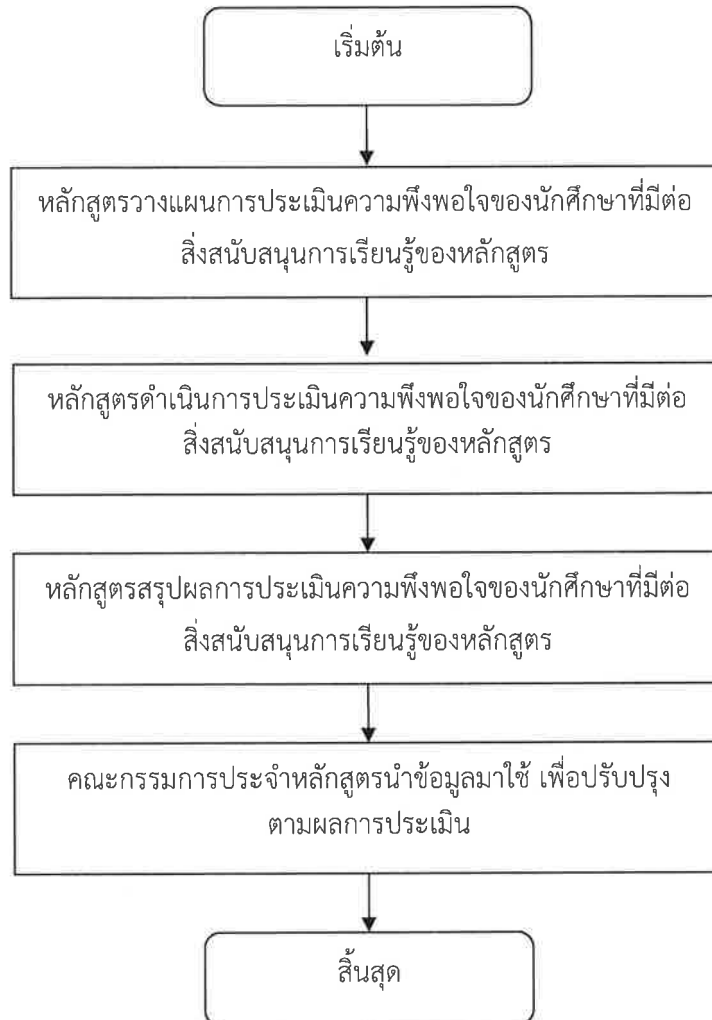 เริ่มต้น
หลักสูตรวางแผนการประเมินความพึงพอใจของนักศึกษาที่มีต่อ
สิ่งสนับสนุนการเรียนรู้ของหลักสูตร
หลักสูตรดำเนินการประเมินความพึงพอใจของนักศึกษาที่มีต่อ
สิ่งสนับสนุนการเรียนรู้ของหลักสูตร
หลักสูตรสรุปผลการประเมินความพึงพอใจของนักศึกษาที่มีต่อ
สิ่งสนับสนุนการเรียนรู้ของหลักสูตร
คณะกรรมการประจำหลักสูตรนำข้อมูลมาใช้ เพื่อปรับปรุง
ตามผลการประเมิน
สิ้นสุด